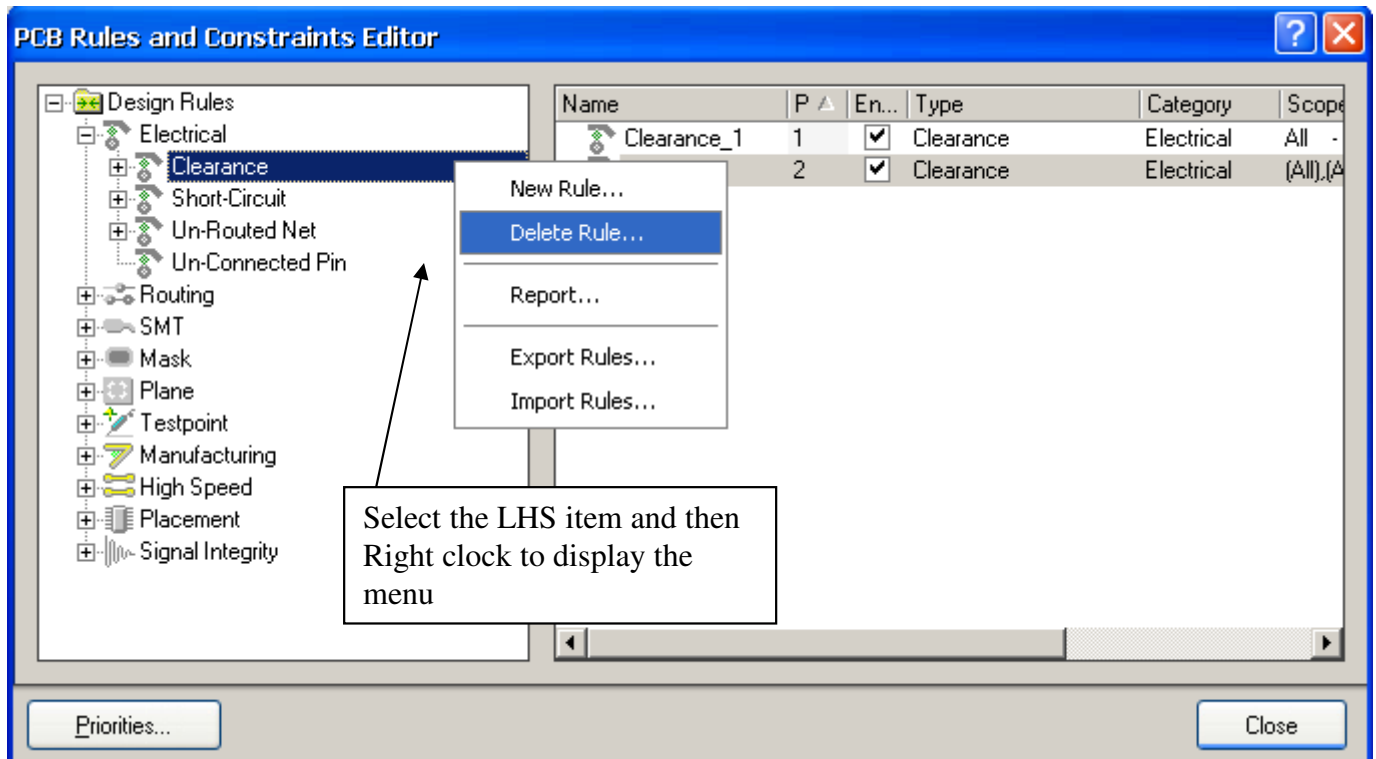 PCB Rules and Constraints Editor
Design Rules
Electrical
Clearance
Short-Circuit
Un-Routed Net
Un-Connected Pin
Routing
SMT
Mask
Plane
Testpoint
Manufacturing
High Speed
Placement
Signal Integrity
Name P En... Type Category Scope
Clearance_1 1 Clearance Electrical All -
2 Clearance Electrical (All),(A
New Rule...
Delete Rule...
Report...
Export Rules...
Import Rules...
Select the LHS item and then
Right clock to display the
menu
Priorities... Close